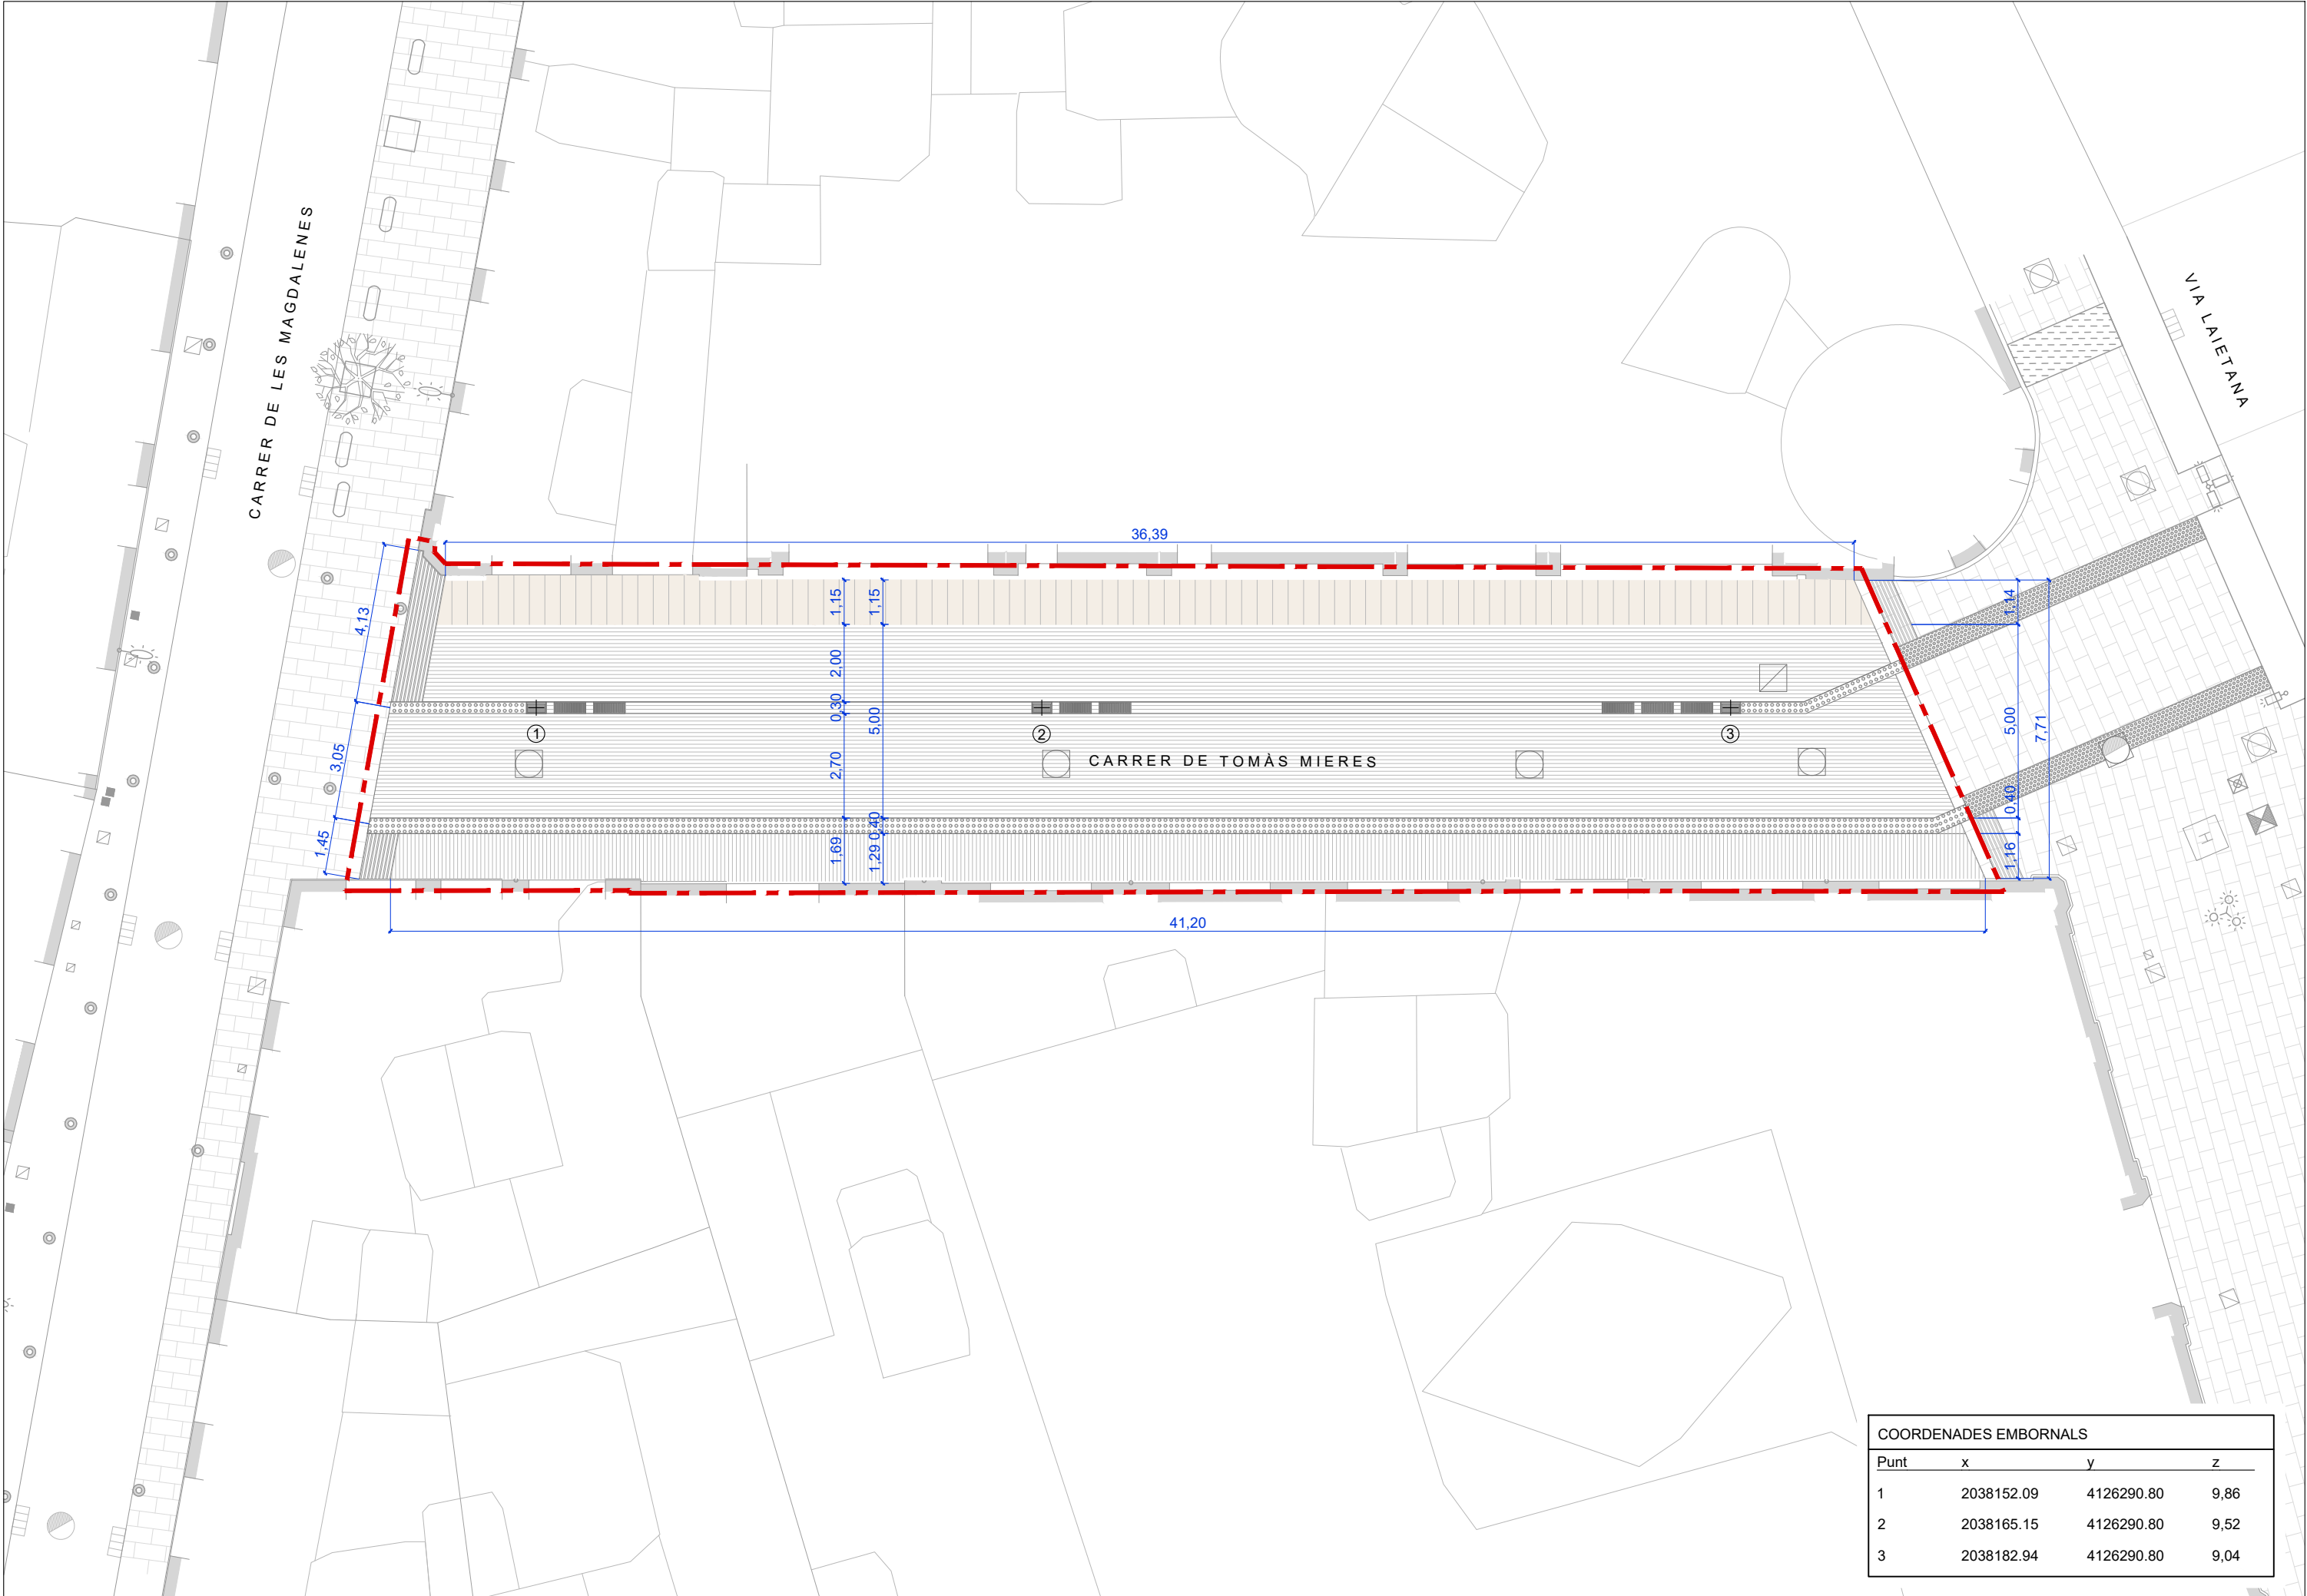 CARRER DE LES MAGDALENES
VIA LAIETANA
36,39
4,13
3,05
1,45
1,15
1,15
2,00
0,30
5,00
2,70
1,69
0,40
1,29
1,14
5,00
7,71
0,40
1,16
1
2
3
CARRER DE TOMÀS MIERES
H
41,20
COORDENADES EMBORNALS
Punt x y z
1 2038152.09 4126290.80 9,86
2 2038165.15 4126290.80 9,52
3 2038182.94 4126290.80 9,04